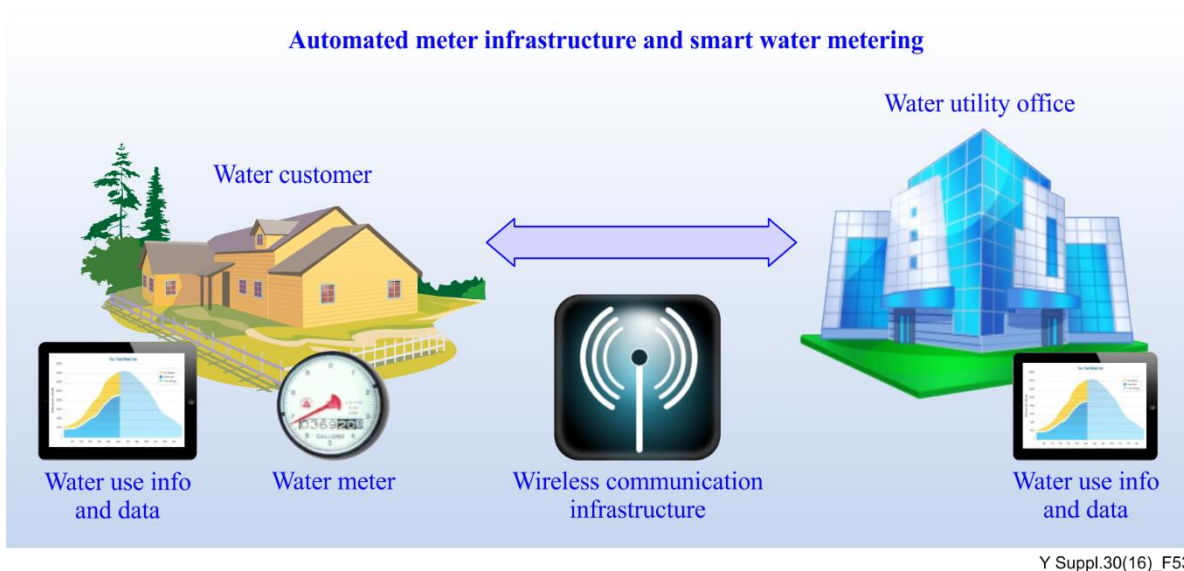 Automated meter infrastructure and smart water metering
Water utility office
Water customer
GALLONS
Water use info
and data
Water meter
Wireless communication
infrastructure
Water use info
and data
Y Suppl.30(16)_F53